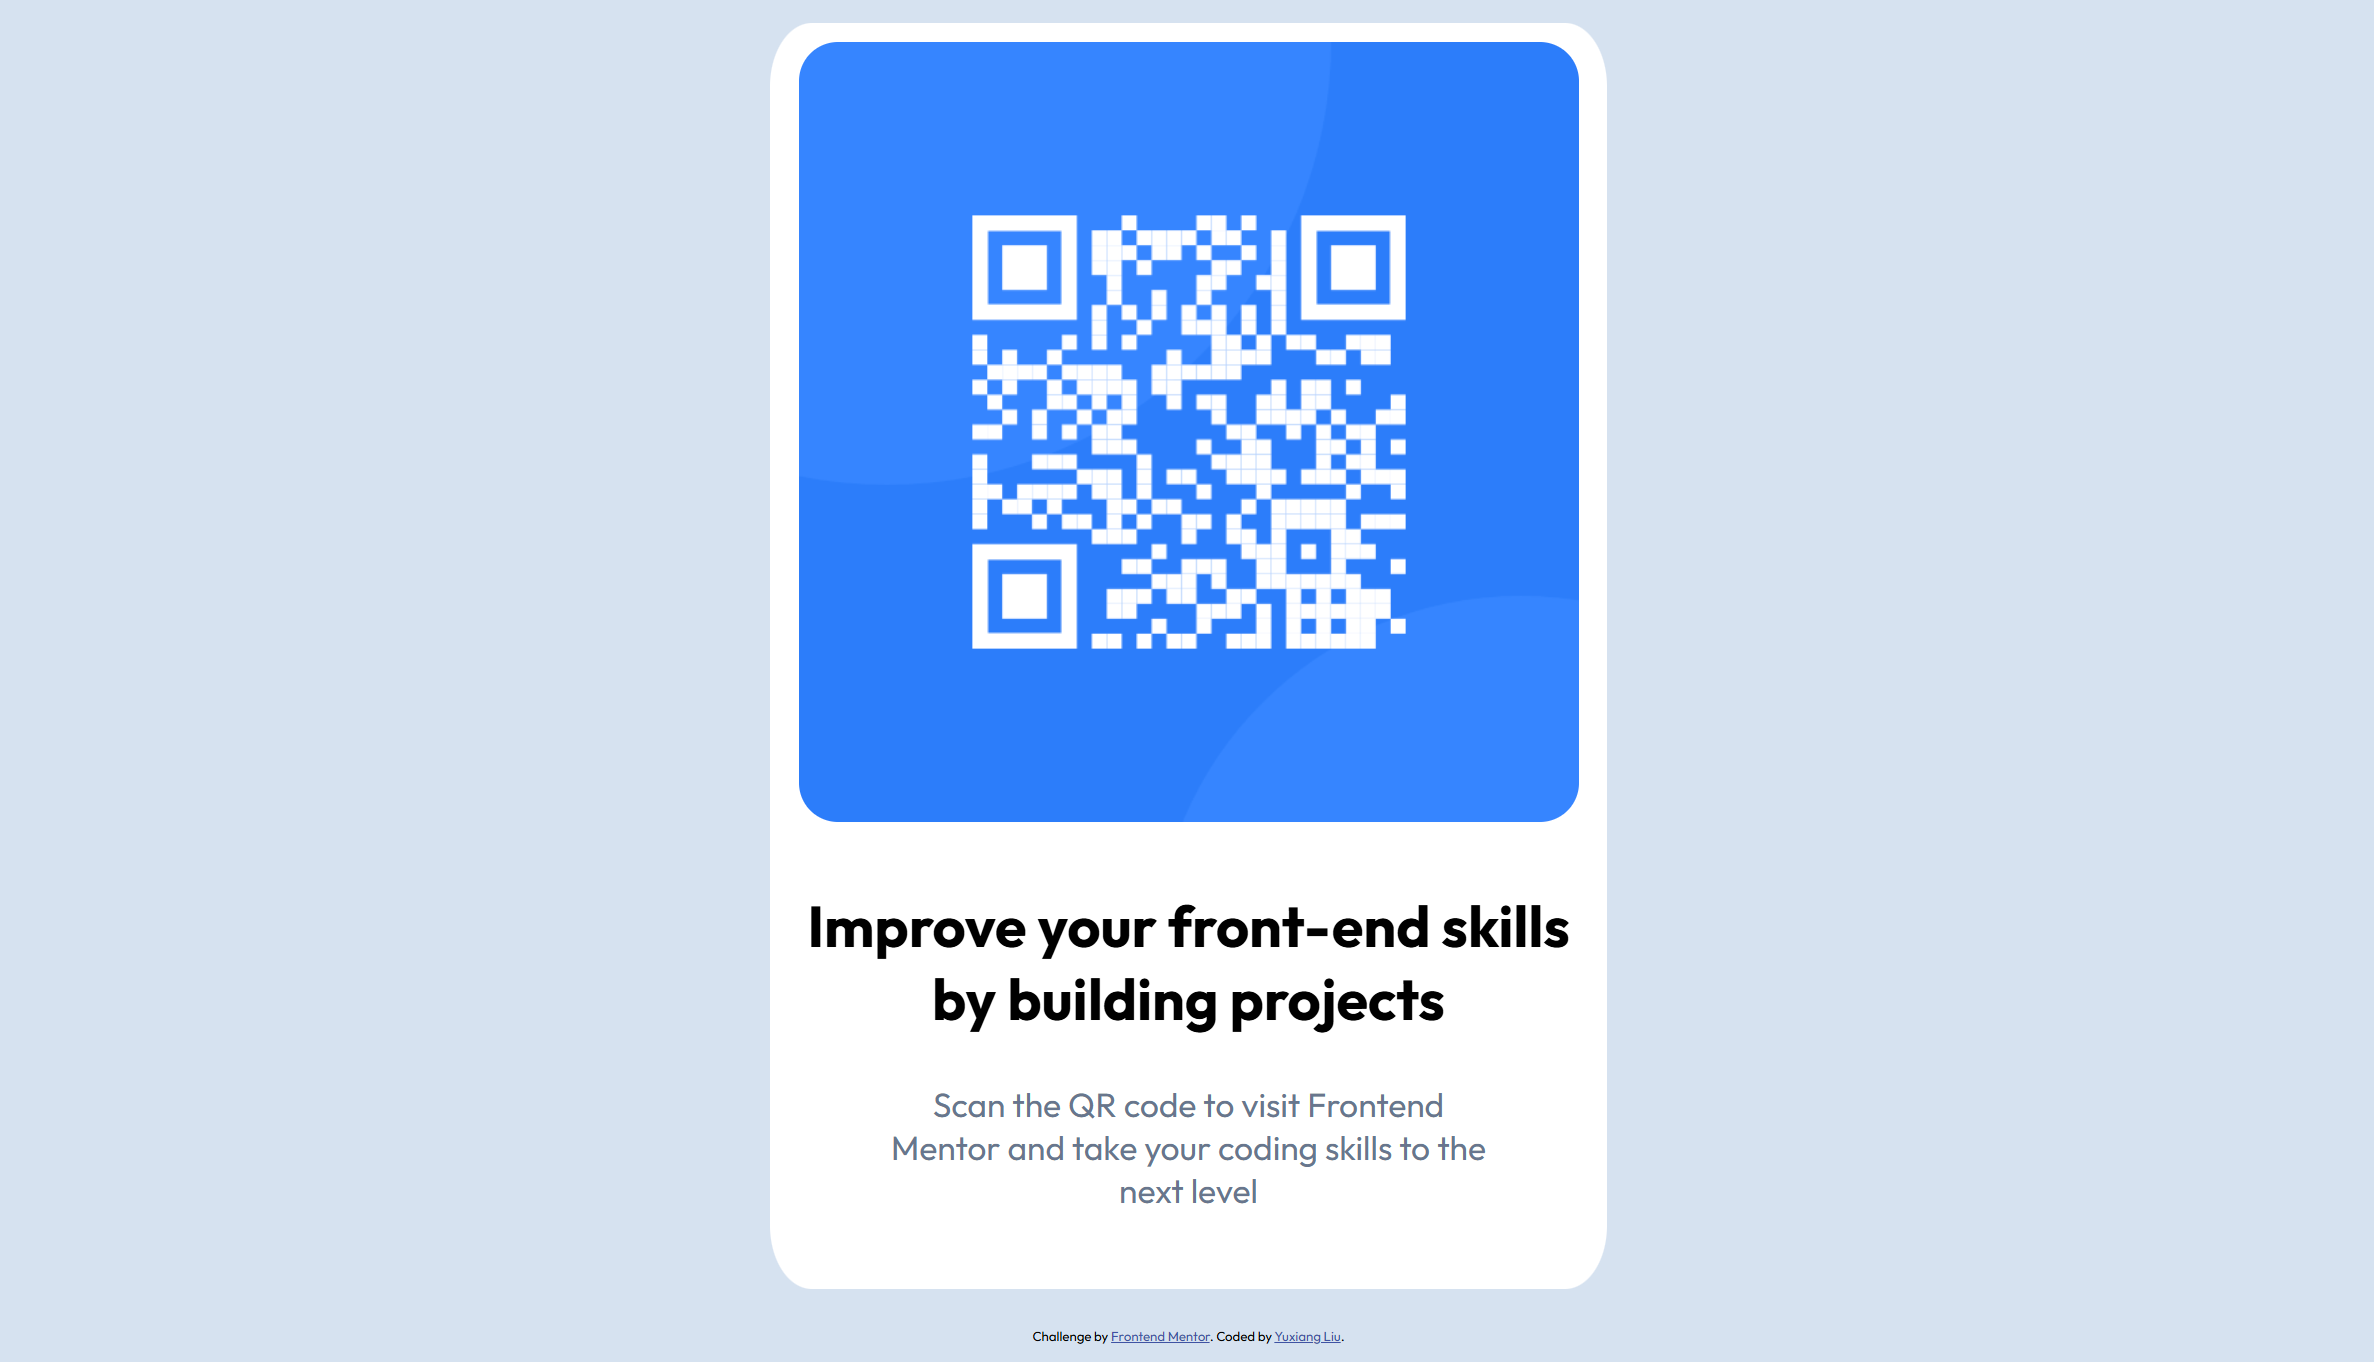 Improve your front-end skills
by building projects
Scan the QR code to visit Frontend
Mentor and take your coding skills to the
next level
Challenge by Frontend Mentor. Coded by Yuxiang Liu.